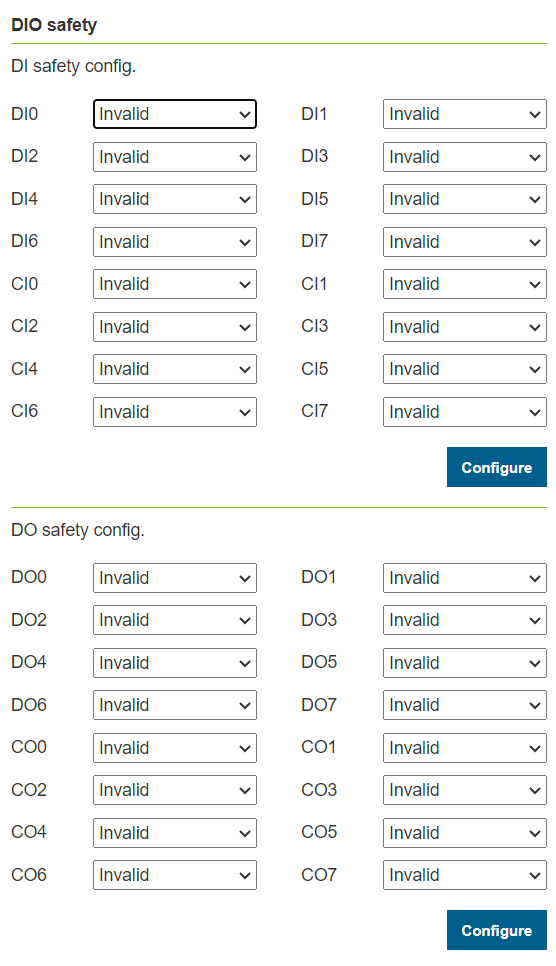 DIO safety
DI safety config.
DI0 Invalid DI1 Invalid
DI2 Invalid DI3 Invalid
DI4 Invalid DI5 Invalid
DI6 Invalid DI7 Invalid
CI0 Invalid CI1 Invalid
CI2 Invalid CI3 Invalid
CI4 Invalid CI5 Invalid
CI6 Invalid CI7 Invalid
Configure
DO safety config.
DO0 Invalid DO1 Invalid
DO2 Invalid DO3 Invalid
DO4 Invalid DO5 Invalid
DO6 Invalid DO7 Invalid
CO0 Invalid CO1 Invalid
CO2 Invalid CO3 Invalid
CO4 Invalid CO5 Invalid
CO6 Invalid CO7 Invalid
Configure